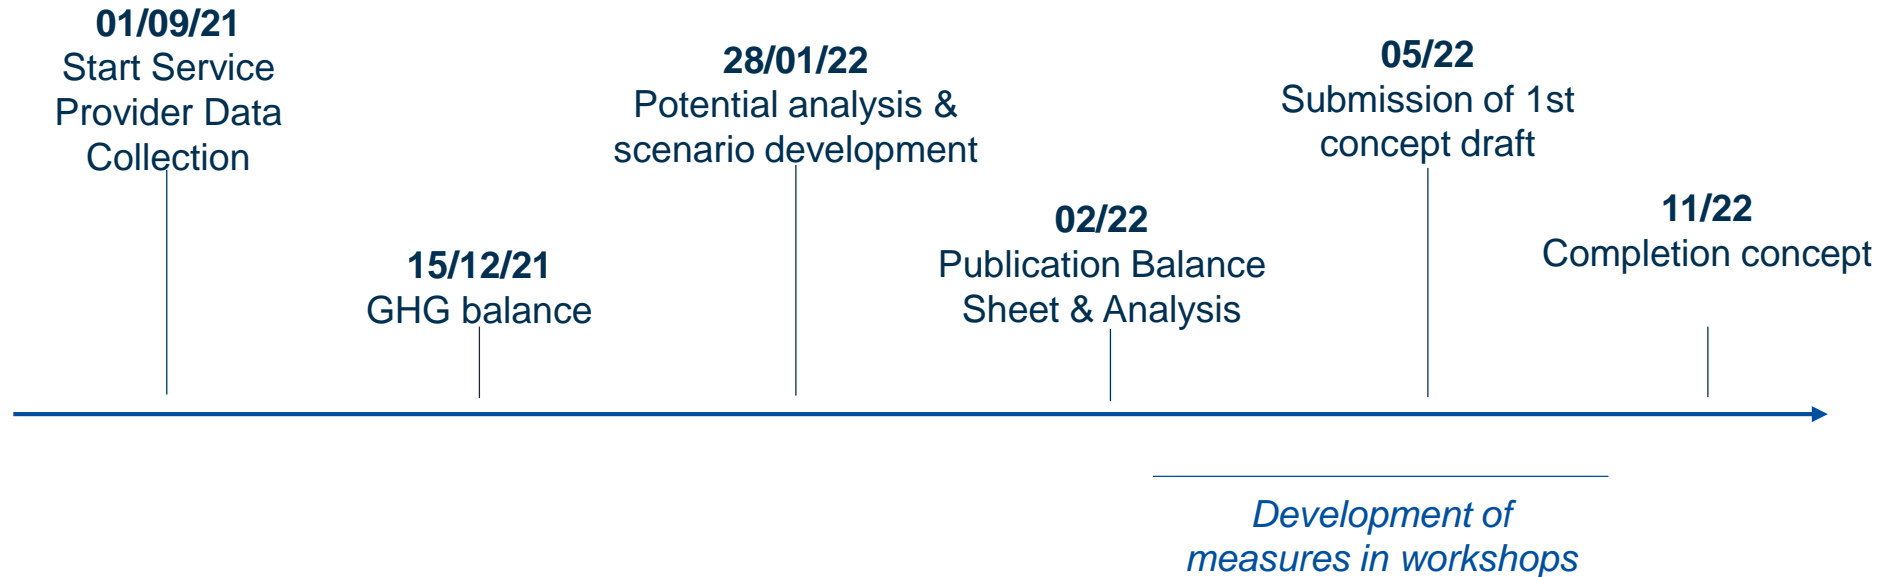 01/09/21
Start Service
Provider Data
Collection
15/12/21
GHG balance
28/01/22
Potential analysis &
scenario development
02/22
Publication Balance
Sheet & Analysis
05/22
Submission of 1st
concept draft
11/22
Completion concept
Development of
measures in workshops